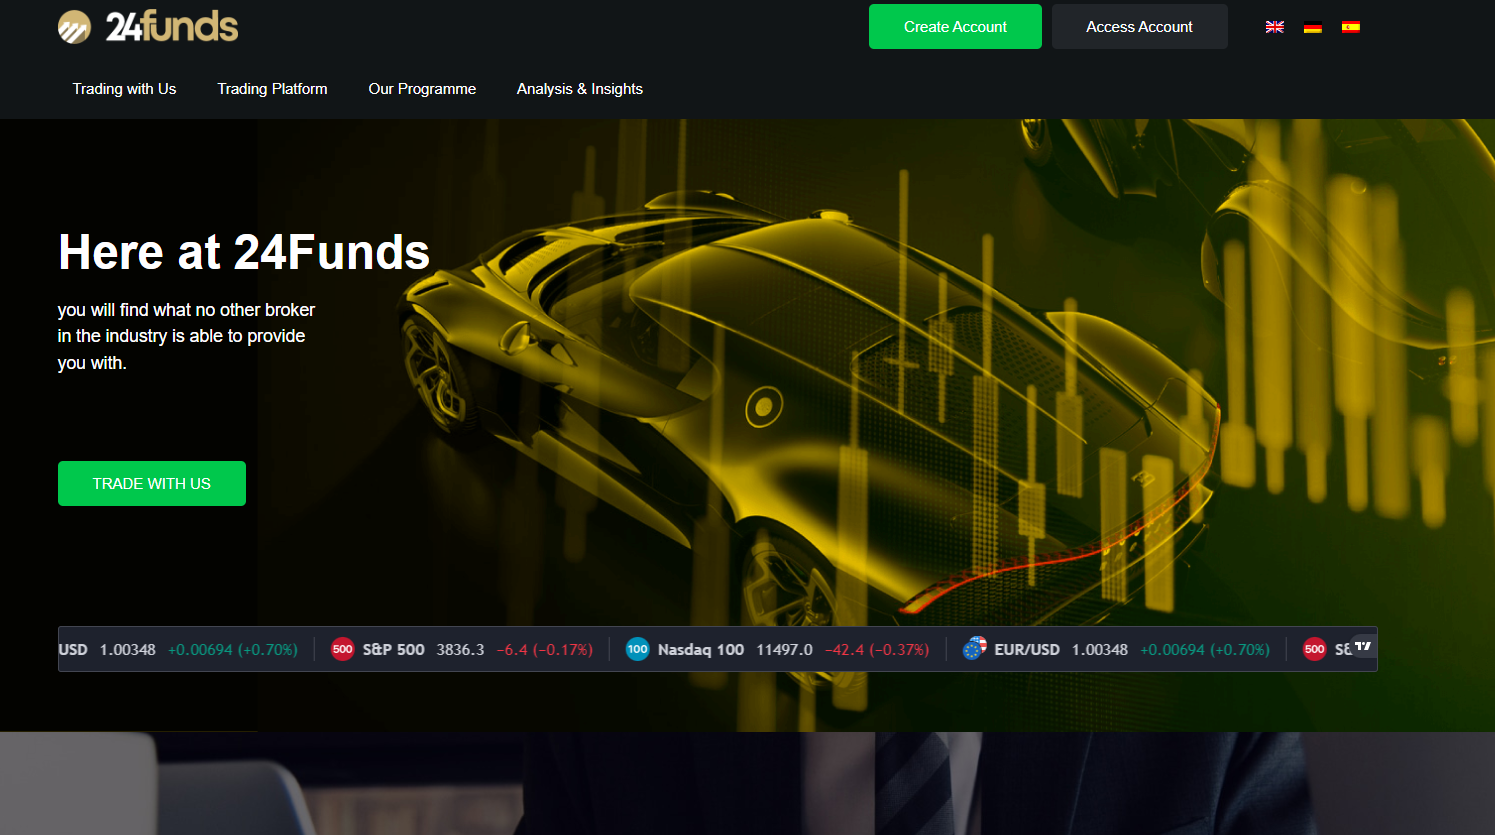 24funds
Create Account
Access Account
Trading with Us
Trading Platform
Our Programme
Analysis & Insights
Here at 24Funds
you will find what no other broker
in the industry is able to provide
you with.
TRADE WITH US
USD 1.00348 +0.00694 (+0.70%) 500 S&P 500 3836.3 −6.4 (−0.17%) 100 Nasdaq 100 11497.0 −42.4 (−0.37%) EUR/USD 1.00348 +0.00694 (+0.70%) 500 S&